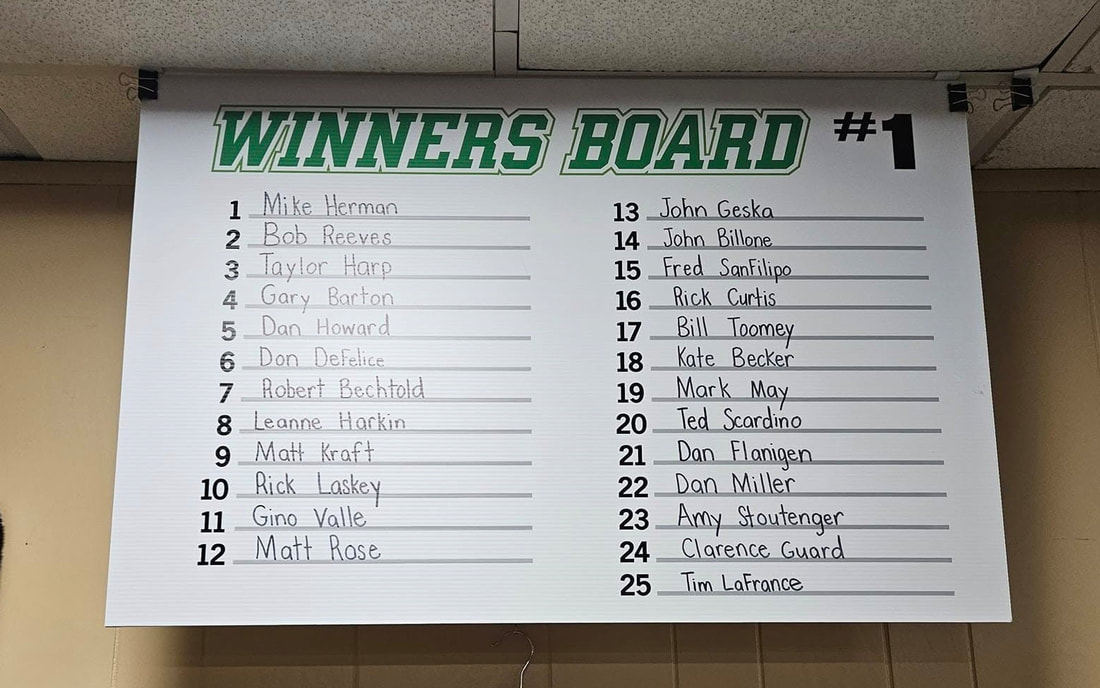 WINNERS BOARD #1
1 Mike Herman
2 Bob Reeves
3 Taylor Harp
4 Gary Barton
5 Dan Howard
6 Don DeFelice
7 Robert Bechtold
8 Leanne Harkin
9 Matt Kraft
10 Rick Laskey
11 Gino Valle
12 Matt Rose
13 John Geska
14 John Billone
15 Fred SanFilipo
16 Rick Curtis
17 Bill Toomey
18 Kate Becker
19 Mark May
20 Ted Scardino
21 Dan Flanigen
22 Dan Miller
23 Amy Stoutenger
24 Clarence Guard
25 Tim LaFrance